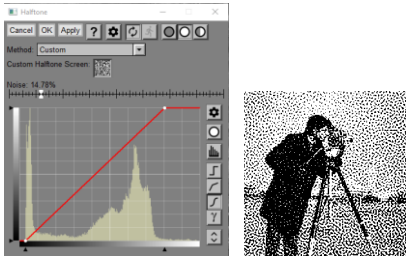 Halftone
Cancel OK Apply ?
Method: Custom
Custom Halftone Screen:
Noise: 14.78%
γ